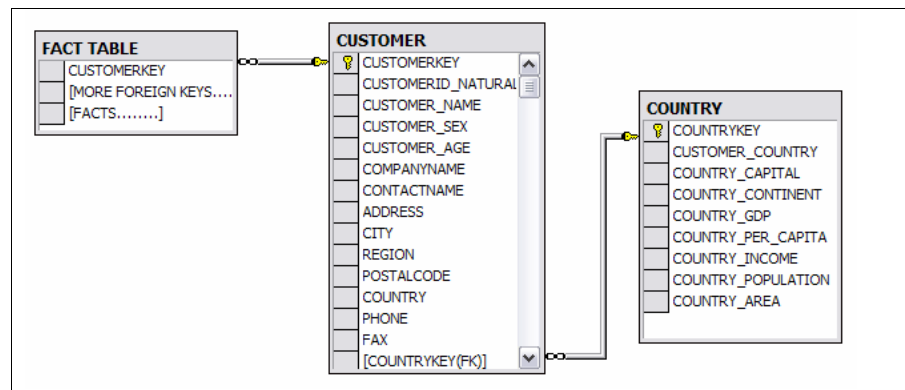 FACT TABLE
CUSTOMERKEY
[MORE FOREIGN KEYS....
[FACTS........]
CUSTOMER
CUSTOMERKEY
CUSTOMERID_NATURAL
CUSTOMER_NAME
CUSTOMER_SEX
CUSTOMER_AGE
COMPANYNAME
CONTACTNAME
ADDRESS
CITY
REGION
POSTALCODE
COUNTRY
PHONE
FAX
[COUNTRYKEY(FK)]
COUNTRY
COUNTRYKEY
CUSTOMER_COUNTRY
COUNTRY_CAPITAL
COUNTRY_CONTINENT
COUNTRY_GDP
COUNTRY_PER_CAPITA
COUNTRY_INCOME
COUNTRY_POPULATION
COUNTRY_AREA